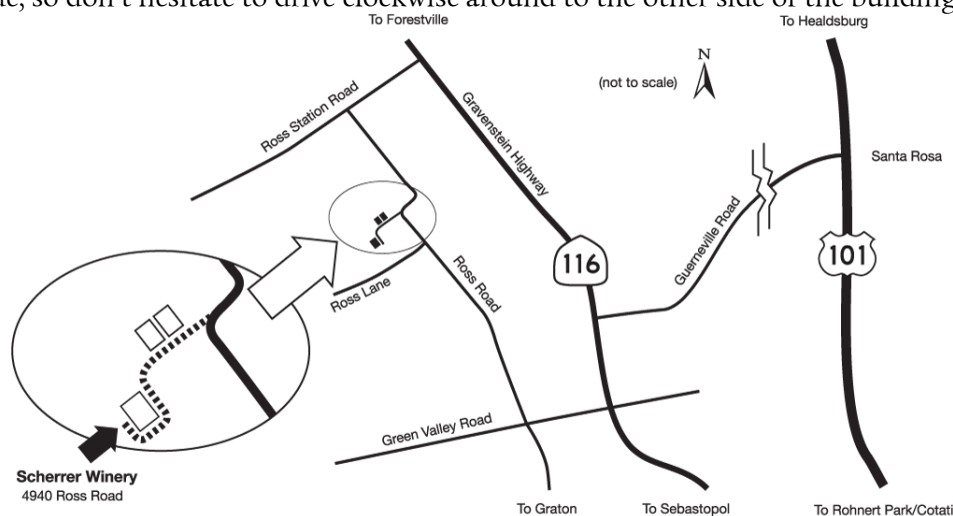 ue, so don't hesitate to drive clockwise around to the other side of the building
To Forestville
To Healdsburg
N
(not to scale)
Ross Station Road
Gravenstein Highway
Santa Rosa
Guerneville Road
101
116
Ross Lane
Ross Road
Green Valley Road
Scherrer Winery
4940 Ross Road
To Graton
To Sebastopol
To Rohnert Park/Cotati